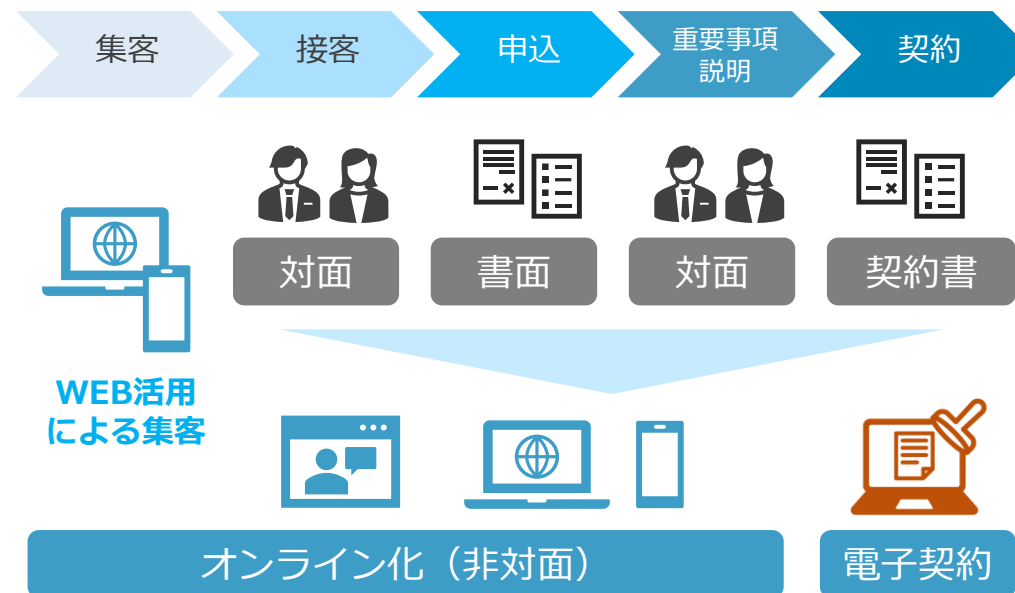 集客
接客
申込
重要事項
説明
契約
対面
書面
対面
契約書
WEB活用
による集客
オンライン化（非対面）
電子契約